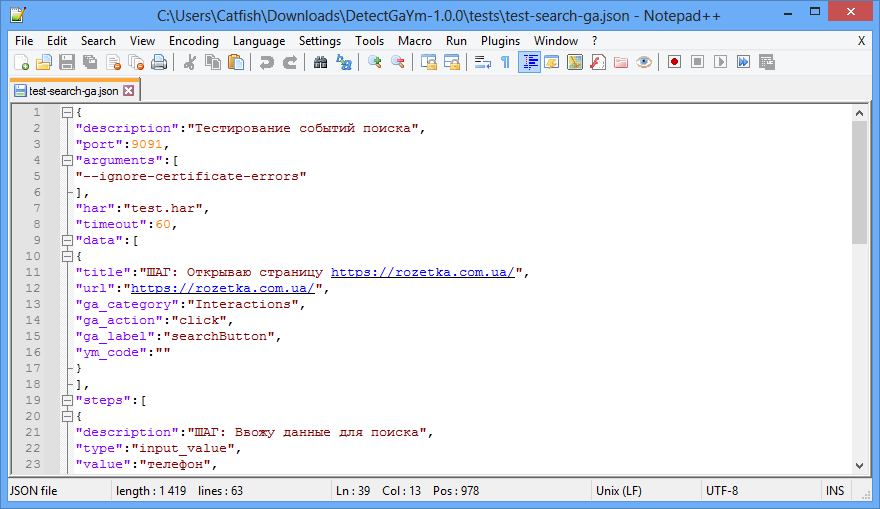 C:\Users\Catfish\Downloads\DetectGaYm-1.0.0\tests\test-search-ga.json - Notepad++
File Edit Search View Encoding Language Settings Tools Macro Run Plugins Window ? X
test-search-ga.json
1 {
2 "description":"Тестирование событий поиска",
3 "port":9091,
4 "arguments":[
5 "--ignore-certificate-errors"
6 ],
7 "har":"test.har",
8 "timeout":60,
9 "data":[
10 {
11 "title":"ШАГ: Открываю страницу https://rozetka.com.ua/",
12 "url":"https://rozetka.com.ua/",
13 "ga_category":"Interactions",
14 "ga_action":"click",
15 "ga_label":"searchButton",
16 "ym_code":""
17 }
18 ],
19 "steps":[
20 {
21 "description":"ШАГ: Ввожу данные для поиска",
22 "type":"input_value",
23 "value":"телефон",
JSON file length : 1 419 lines : 63 Ln : 39 Col : 13 Pos : 978 Unix (LF) UTF-8 INS